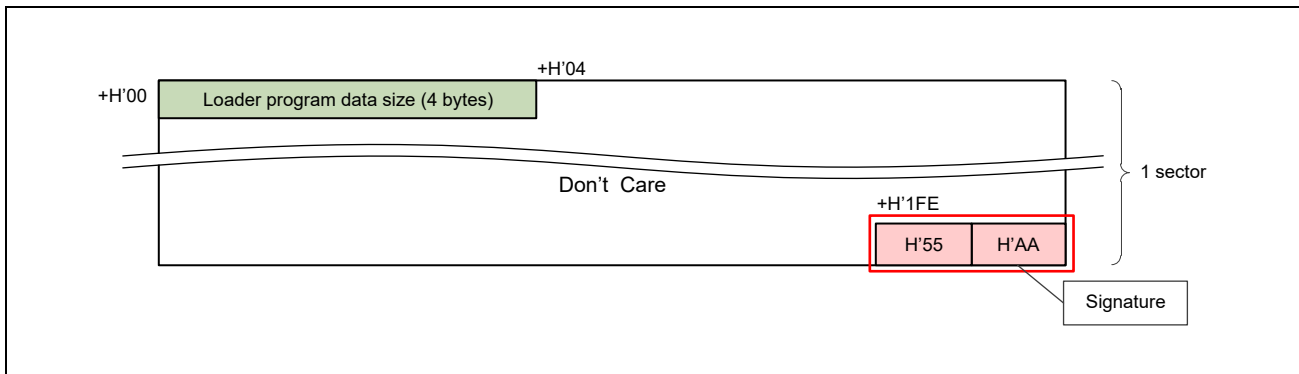 +H’04
+H’00
Loader program data size (4 bytes)
1 sector
Don’t Care
+H’1FE
H’55
H’AA
Signature